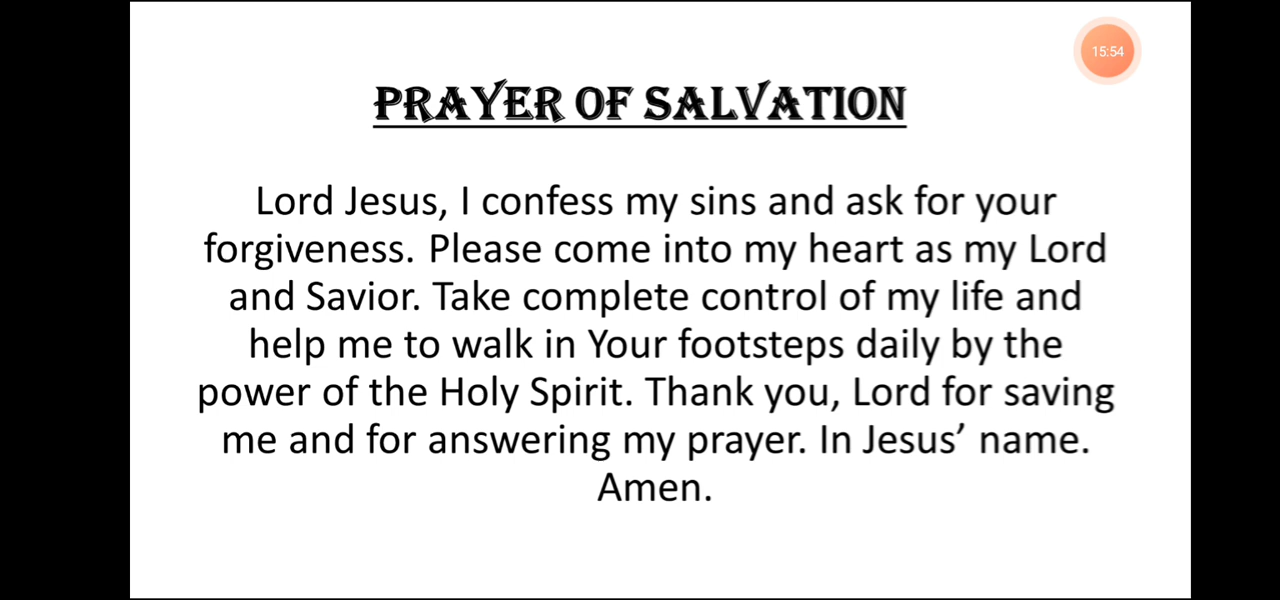 15:54
PRAYER OF SALVATION
Lord Jesus, I confess my sins and ask for your
forgiveness. Please come into my heart as my Lord
and Savior. Take complete control of my life and
help me to walk in Your footsteps daily by the
power of the Holy Spirit. Thank you, Lord for saving
me and for answering my prayer. In Jesus’ name.
Amen.